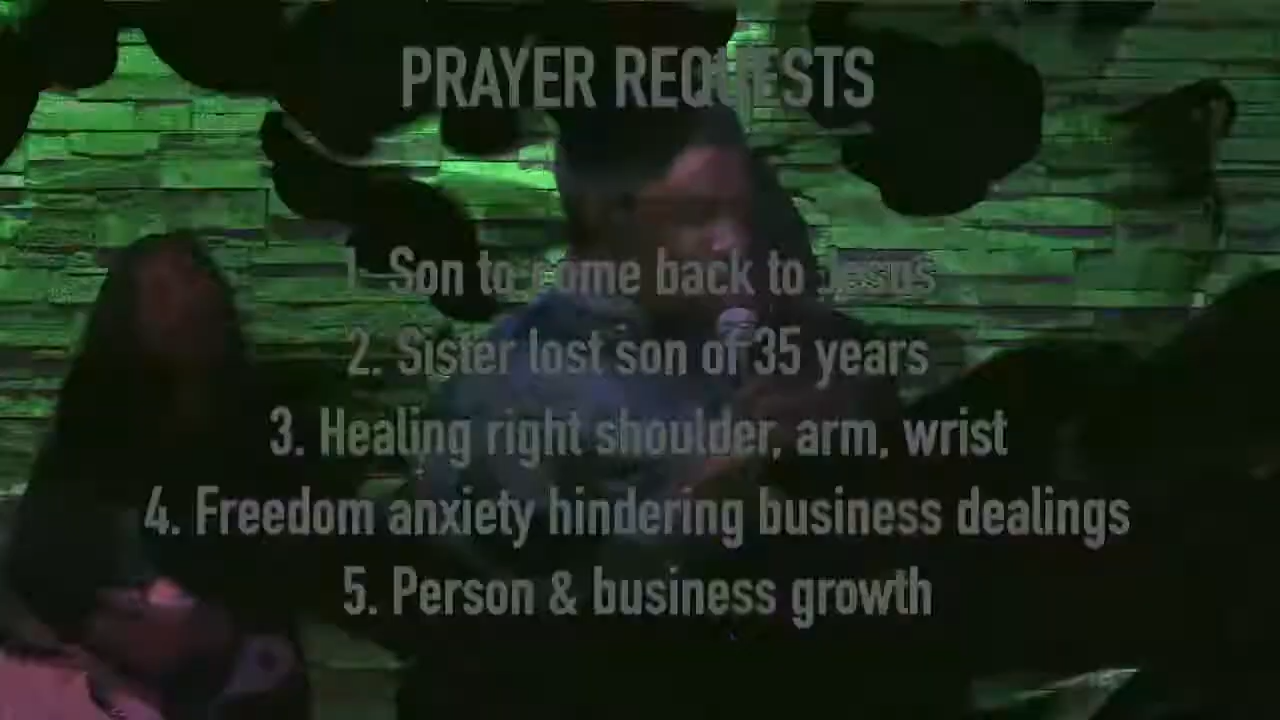 PRAYER REQUESTS
1. Son to come back to Jesus
2. Sister lost son of 35 years
3. Healing right shoulder, arm, wrist
4. Freedom anxiety hindering business dealings
5. Person & business growth